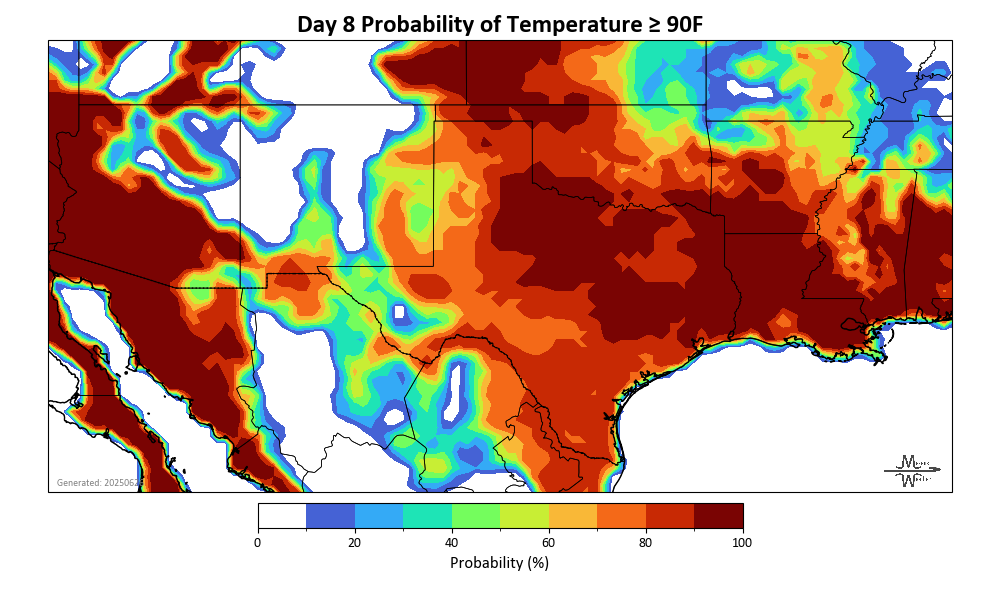 Day 8 Probability of Temperature ≥ 90F
Generated: 2025062
0 20 40 60 80 100
Probability (%)